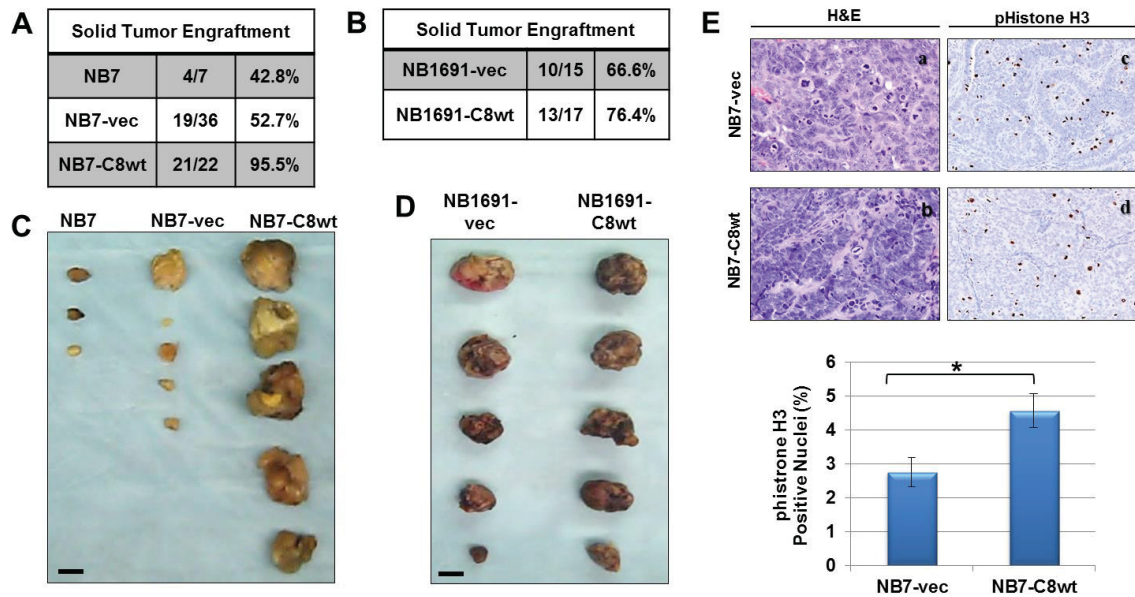 A
Solid Tumor Engraftment
NB7 4/7 42.8%
NB7-vec 19/36 52.7%
NB7-C8wt 21/22 95.5%
B
Solid Tumor Engraftment
NB1691-vec 10/15 66.6%
NB1691-C8wt 13/17 76.4%
C
NB7 NB7-vec NB7-C8wt
D
NB1691-
vec
NB1691-
C8wt
E
H&E pHistone H3
NB7-vec
a c
NB7-C8wt
b d
phistrone H3
Positive Nuclei (%)
6
5
4
3
2
1
0
*
NB7-vec NB7-C8wt